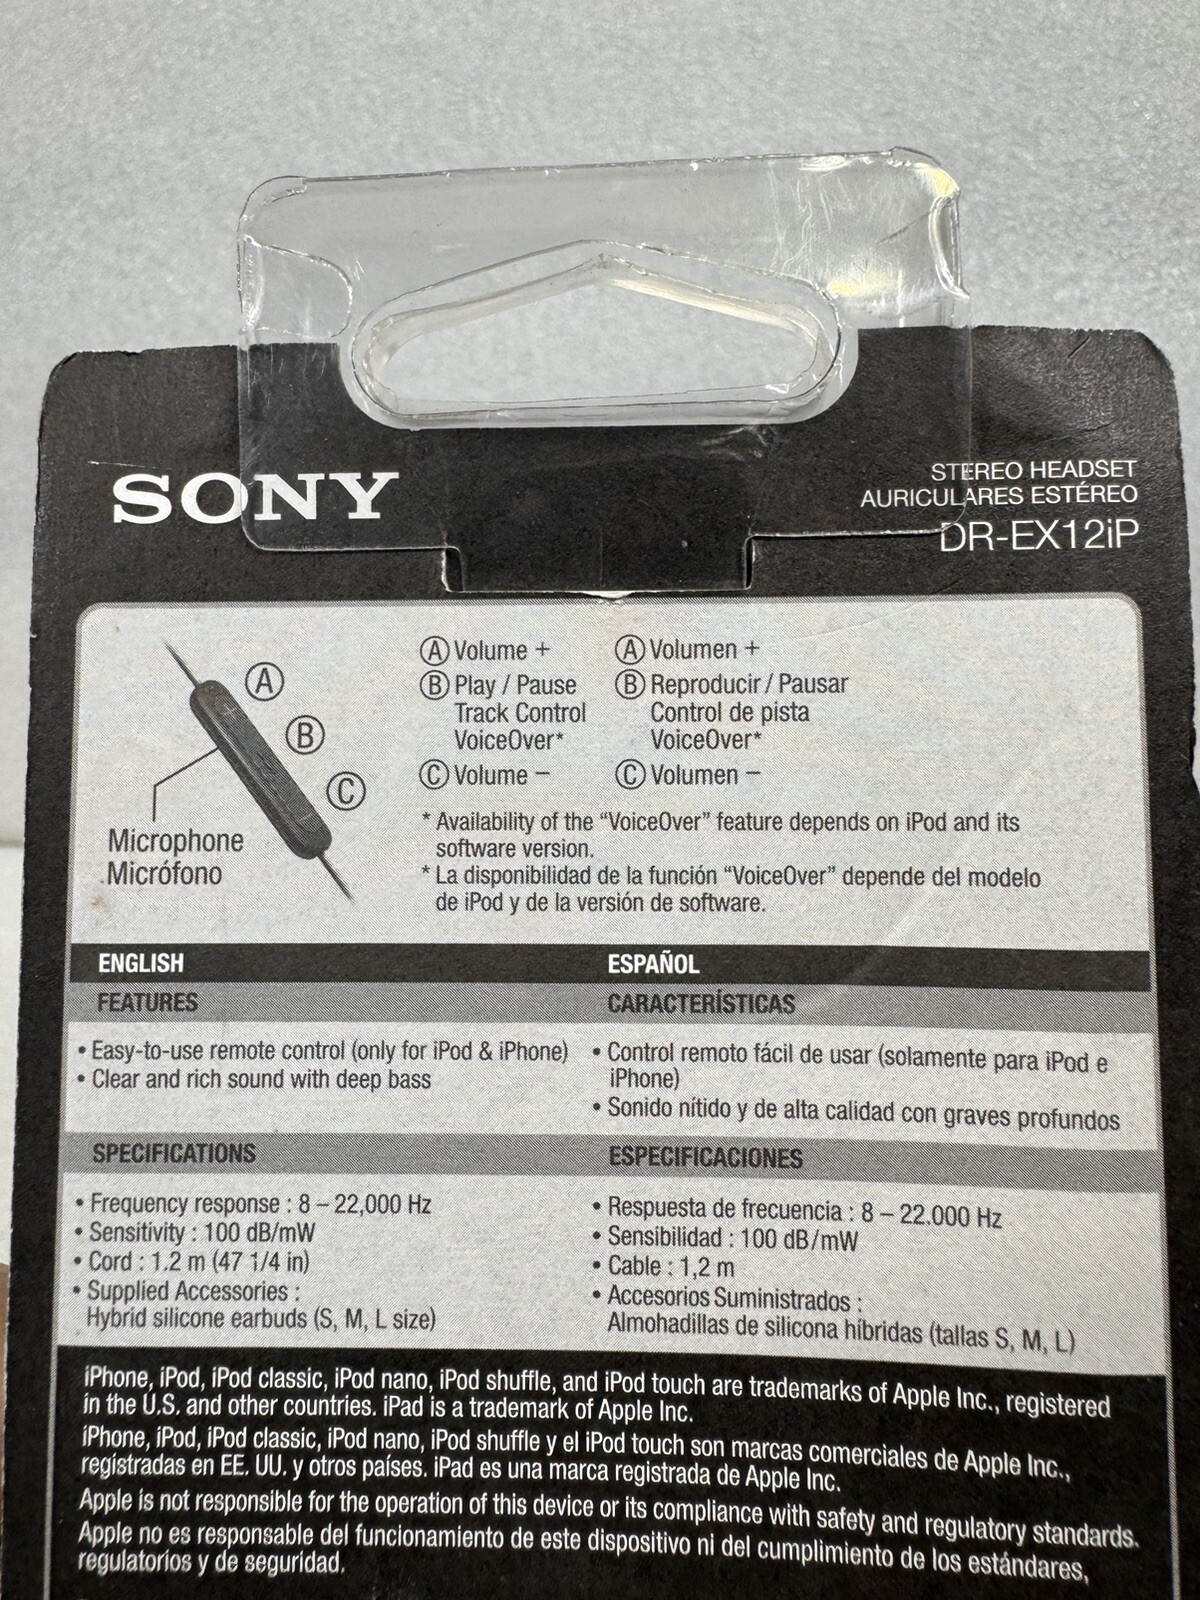 SONY
STEREO HEADSET
AURICULARES ESTÉREO
DR-EX12iP
Ⓐ
Ⓑ
Ⓒ
Microphone
Micrófono
Ⓐ Volume +
Ⓑ Play / Pause
Track Control
VoiceOver*
Ⓒ Volume −
Ⓐ Volumen +
Ⓑ Reproducir / Pausar
Control de pista
VoiceOver*
Ⓒ Volumen −
* Availability of the “VoiceOver” feature depends on iPod and its
software version.
* La disponibilidad de la función “VoiceOver” depende del modelo
de iPod y de la versión de software.
ENGLISH
FEATURES
• Easy-to-use remote control (only for iPod & iPhone)
• Clear and rich sound with deep bass
SPECIFICATIONS
• Frequency response : 8 – 22,000 Hz
• Sensitivity : 100 dB/mW
• Cord : 1.2 m (47 1/4 in)
• Supplied Accessories :
Hybrid silicone earbuds (S, M, L size)
ESPAÑOL
CARACTERÍSTICAS
• Control remoto fácil de usar (solamente para iPod e
iPhone)
• Sonido nítido y de alta calidad con graves profundos
ESPECIFICACIONES
• Respuesta de frecuencia : 8 – 22.000 Hz
• Sensibilidad : 100 dB/mW
• Cable : 1,2 m
• Accesorios Suministrados :
Almohadillas de silicona híbridas (tallas S, M, L)
iPhone, iPod, iPod classic, iPod nano, iPod shuffle, and iPod touch are trademarks of Apple Inc., registered
in the U.S. and other countries. iPad is a trademark of Apple Inc.
iPhone, iPod, iPod classic, iPod nano, iPod shuffle y el iPod touch son marcas comerciales de Apple Inc.,
registradas en EE. UU. y otros países. iPad es una marca registrada de Apple Inc.
Apple is not responsible for the operation of this device or its compliance with safety and regulatory standards.
Apple no es responsable del funcionamiento de este dispositivo ni del cumplimiento de los estándares,
regulatorios y de seguridad.